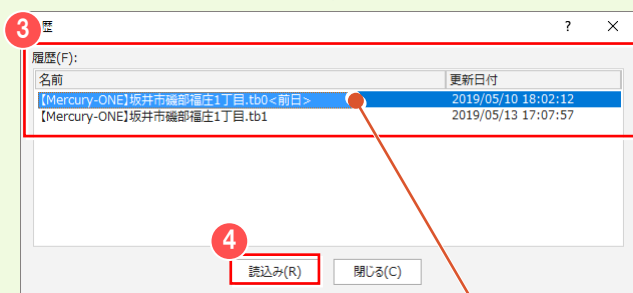 3
歴
? ×
履歴(F):
名前 更新日付
【Mercury-ONE】坂井市磯部福庄1丁目.tb0<前日> 2019/05/10 18:02:12
【Mercury-ONE】坂井市磯部福庄1丁目.tb1 2019/05/13 17:07:57
4
読込み(R) 閉じる(C)